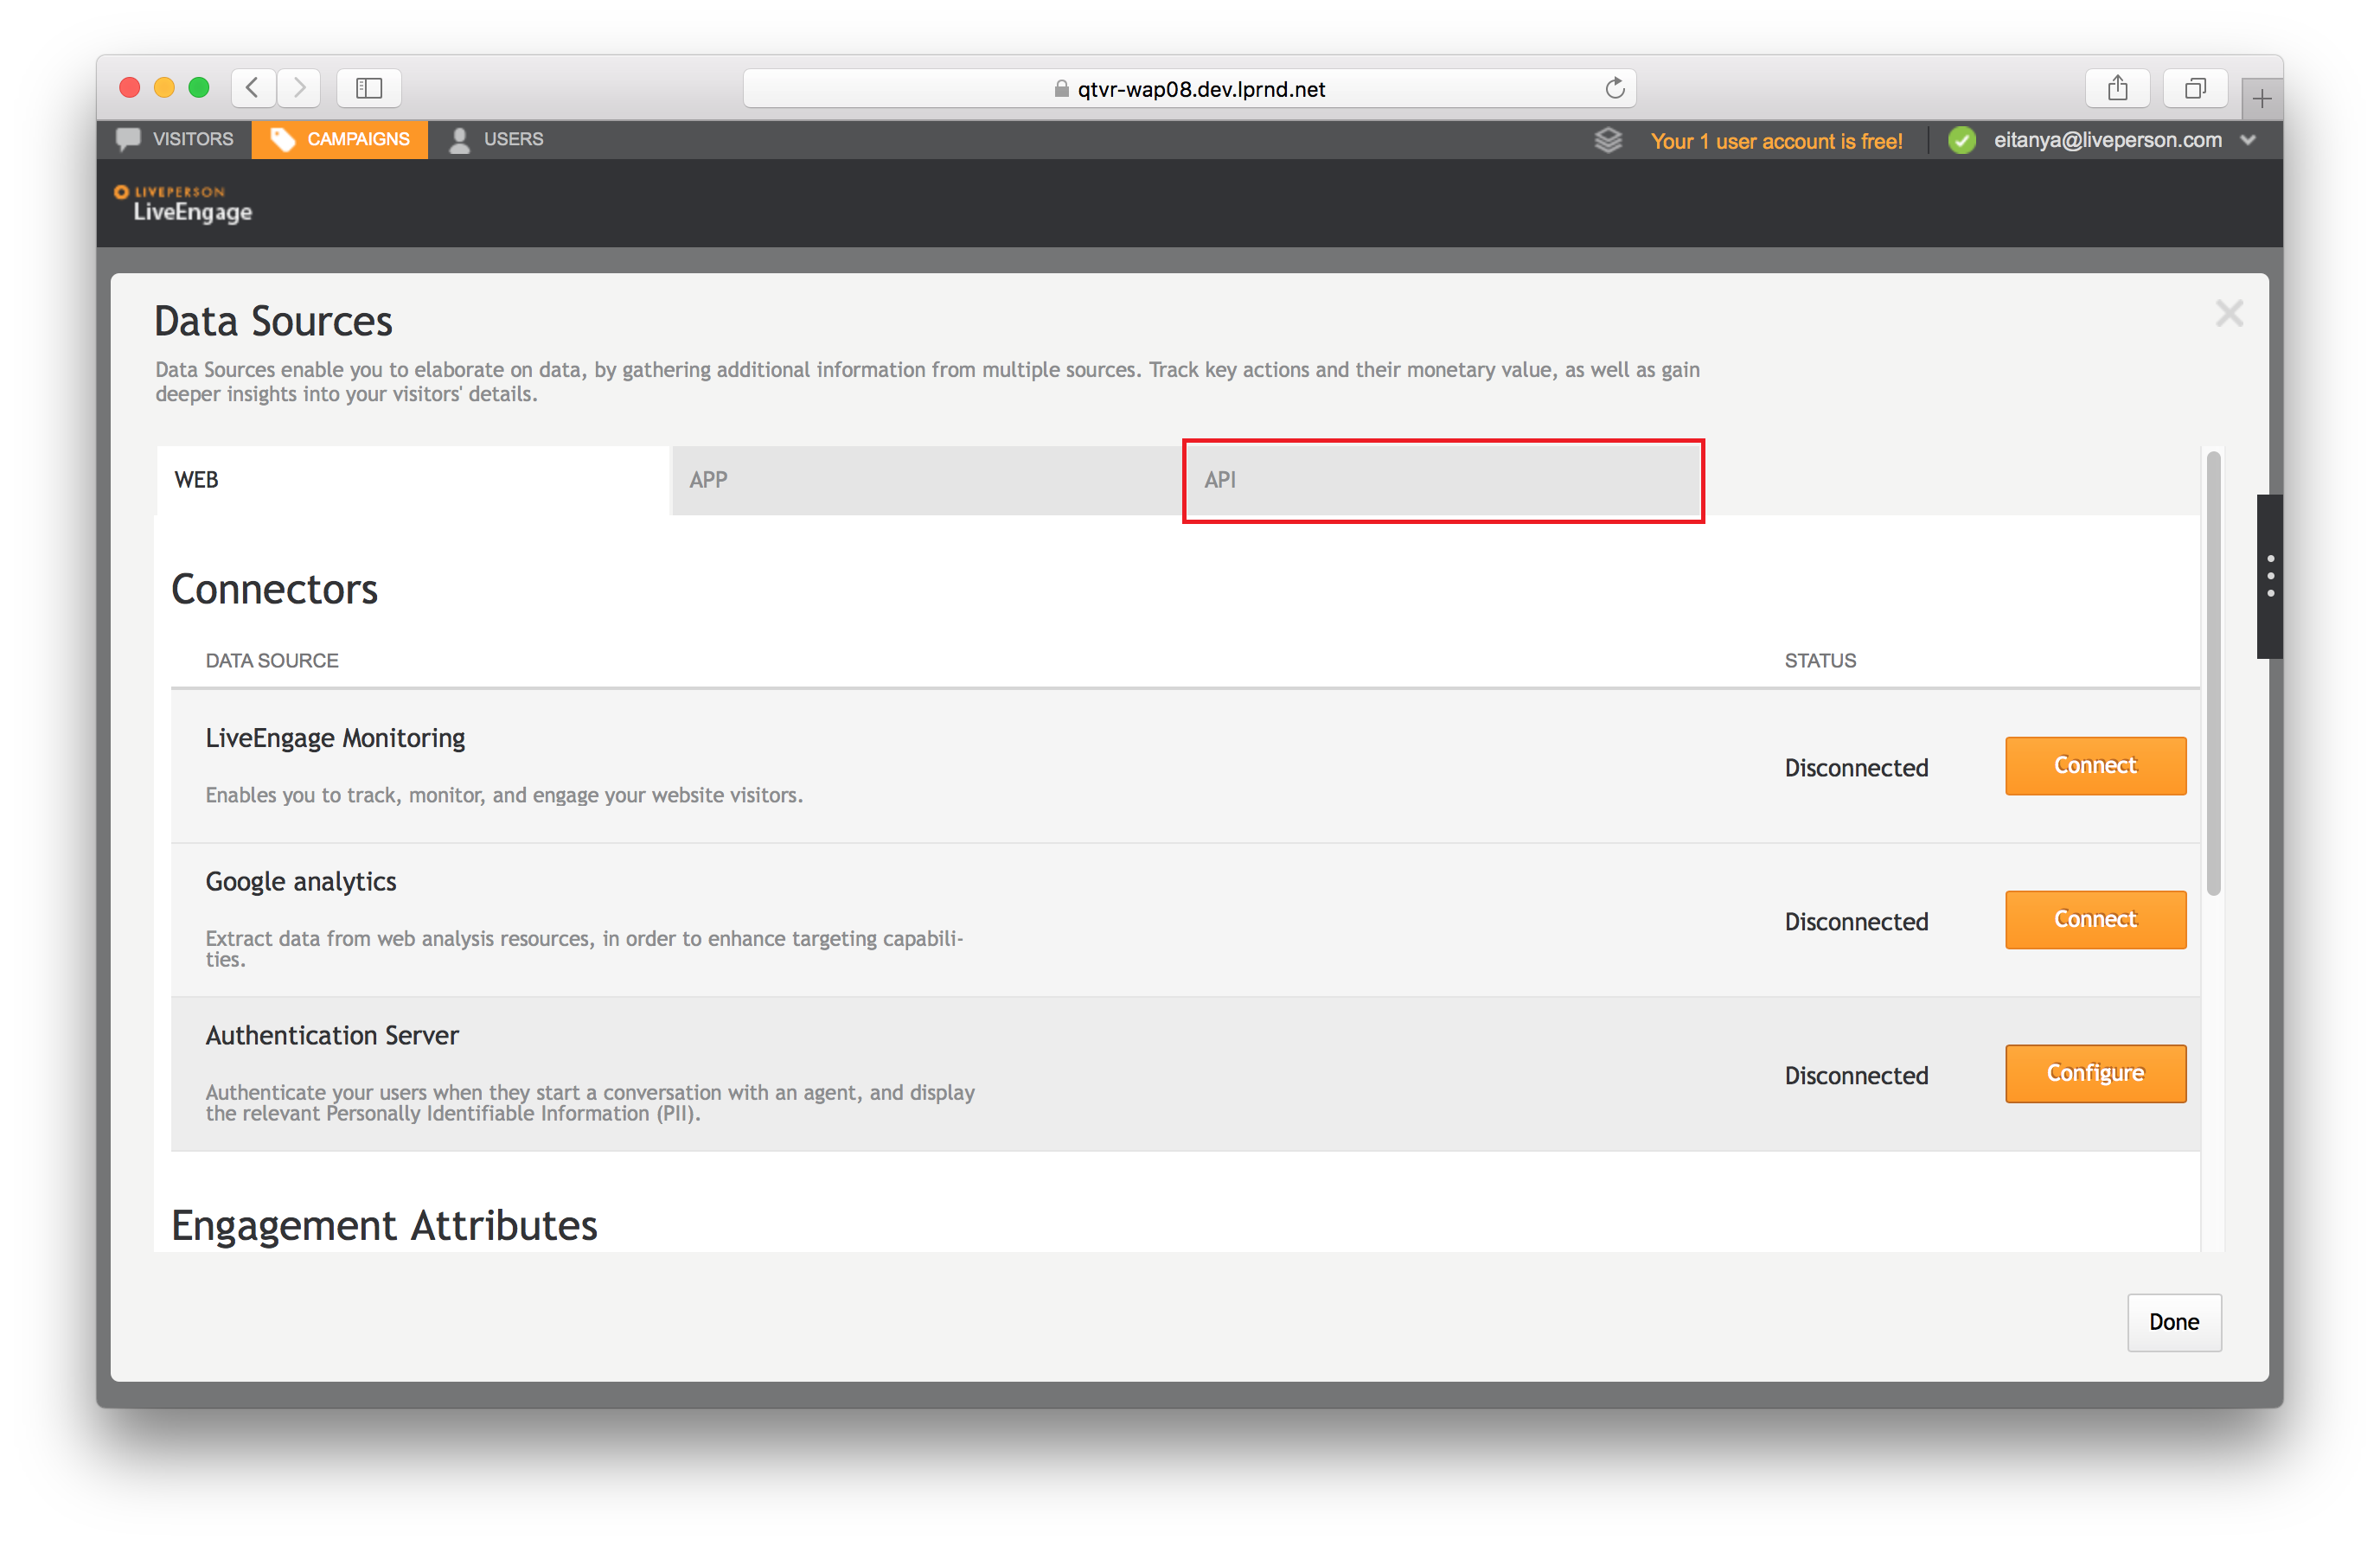 qtvr-wap08.dev.lprnd.net
VISITORS
CAMPAIGNS
USERS
Your 1 user account is free!
eitanya@liveperson.com
LIVEPERSON
LiveEngage
Data Sources
Data Sources enable you to elaborate on data, by gathering additional information from multiple sources. Track key actions and their monetary value, as well as gain
deeper insights into your visitors' details.
WEB
APP
API
Connectors
DATA SOURCE
STATUS
LiveEngage Monitoring
Enables you to track, monitor, and engage your website visitors.
Disconnected
Connect
Google analytics
Extract data from web analysis resources, in order to enhance targeting capabili-
ties.
Disconnected
Connect
Authentication Server
Authenticate your users when they start a conversation with an agent, and display
the relevant Personally Identifiable Information (PII).
Disconnected
Configure
Engagement Attributes
Done